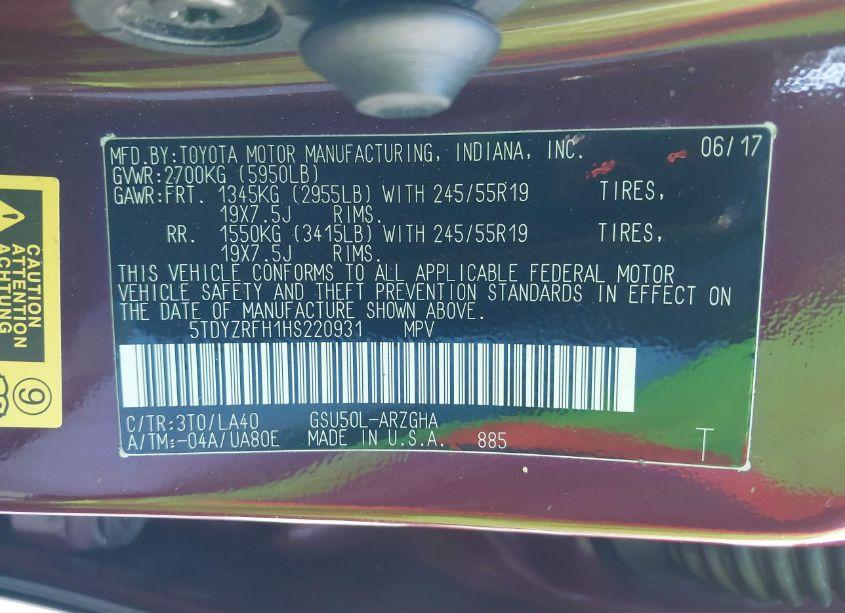 MFD.BY:TOYOTA MOTOR MANUFACTURING, INDIANA, INC. 06/17
GVWR:2700KG (5950LB)
GAWR:FRT. 1345KG (2955LB) WITH 245/55R19 TIRES,
19X7.5J RIMS.
RR. 1550KG (3415LB) WITH 245/55R19 TIRES,
19X7.5J RIMS.
THIS VEHICLE CONFORMS TO ALL APPLICABLE FEDERAL MOTOR
VEHICLE SAFETY AND THEFT PREVENTION STANDARDS IN EFFECT ON
THE DATE OF MANUFACTURE SHOWN ABOVE.
5TDYZRFH1HS220931 MPV
C/TR:3T0/LA40 GSU50L-ARZGHA
A/TM:-04A/UA80E MADE IN U.S.A. 885 T
CAUTION
ATTENTION
ACHTUNG
9